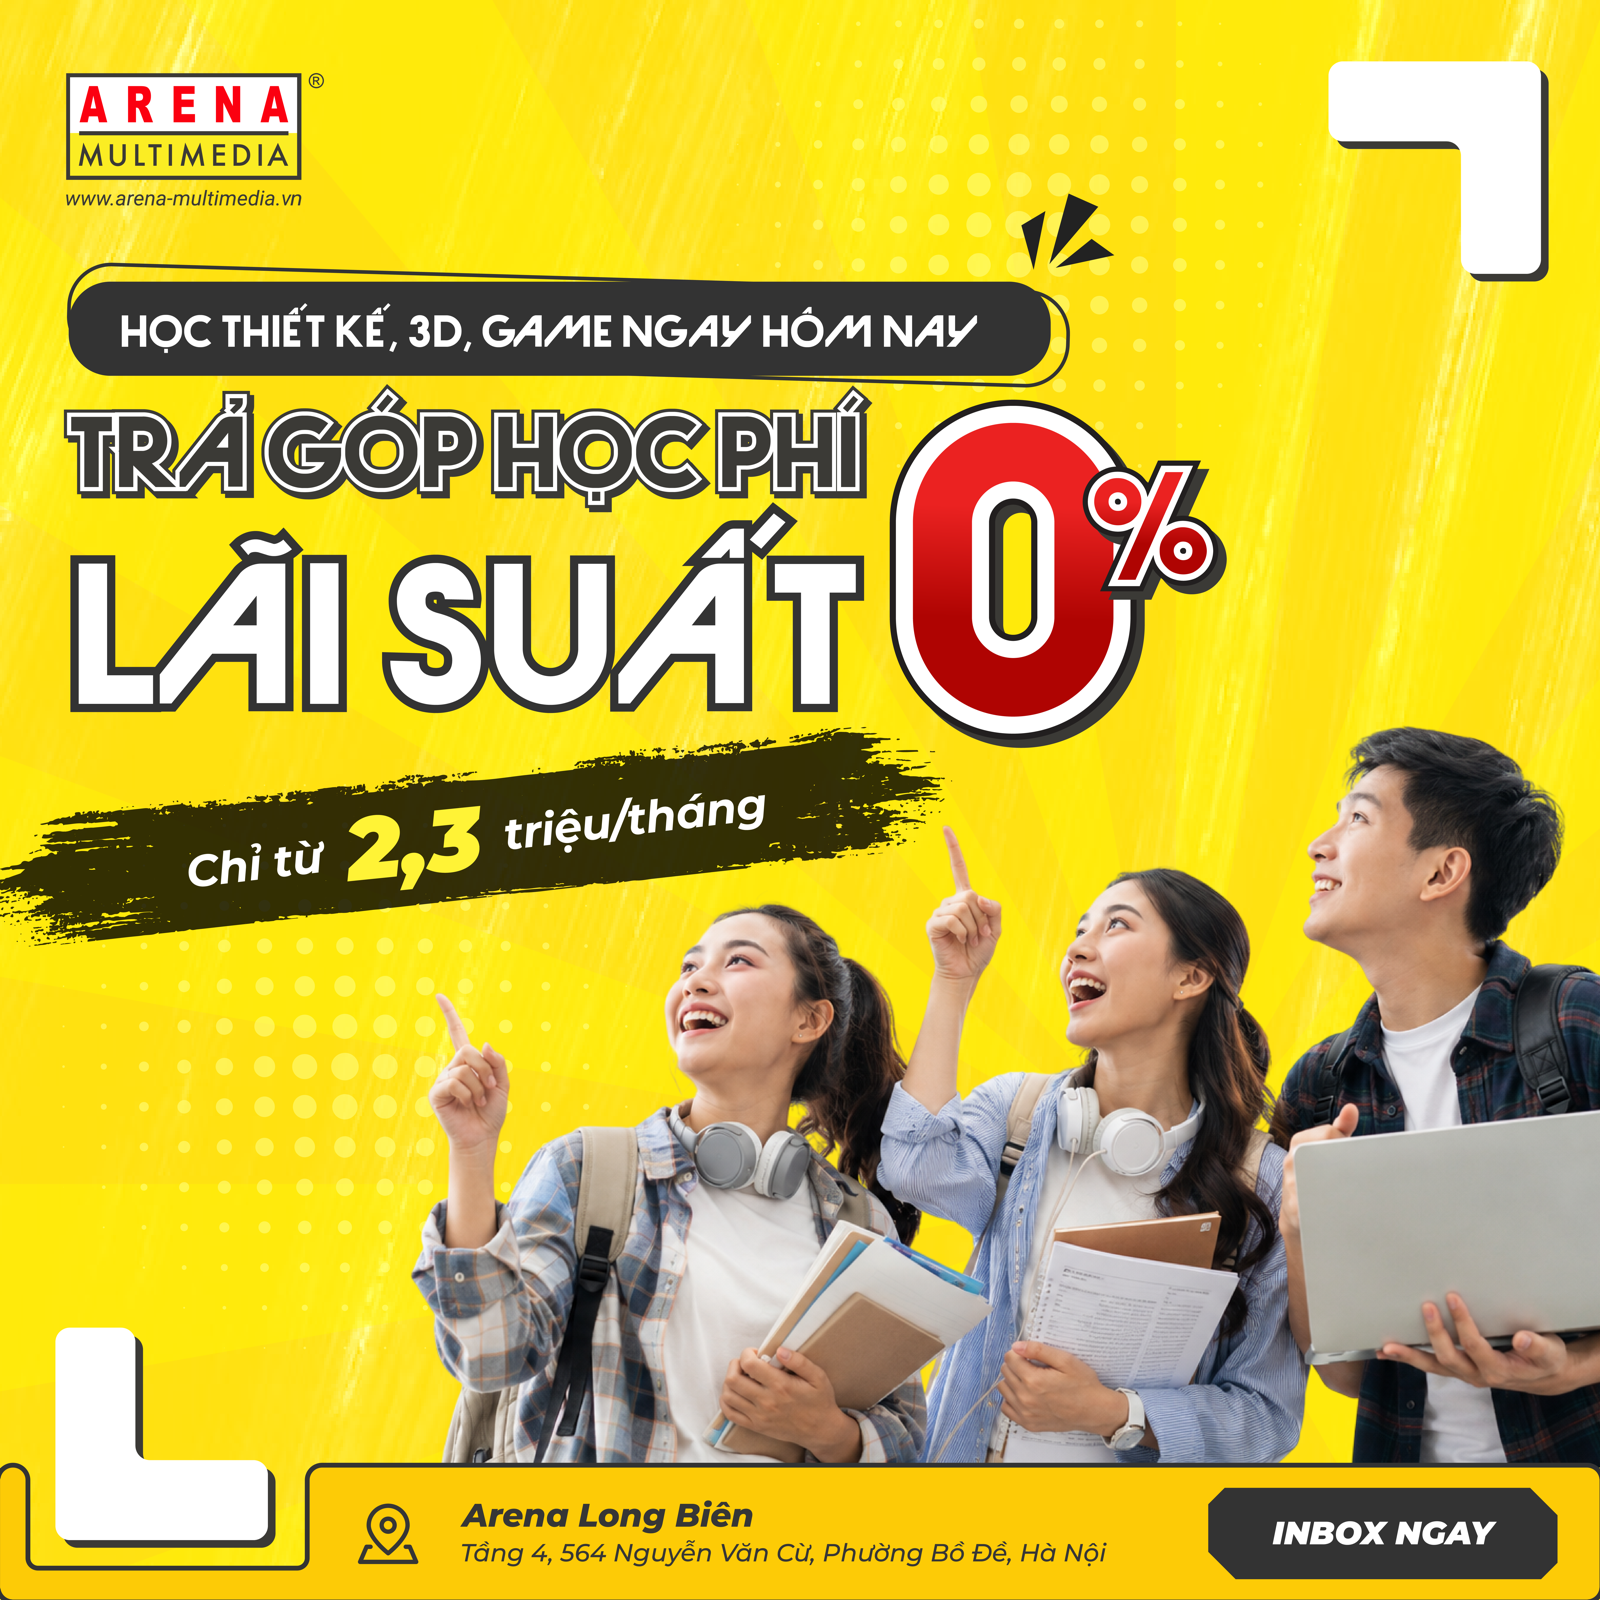 ARENA ®
MULTIMEDIA
www.arena-multimedia.vn
HỌC THIẾT KẾ, 3D, GAME NGAY HÔM NAY
TRẢ GÓP HỌC PHÍ
LÃI SUẤT 0%
Chỉ từ 2,3 triệu/tháng
Arena Long Biên
Tầng 4, 564 Nguyễn Văn Cừ, Phường Bồ Đề, Hà Nội
INBOX NGAY